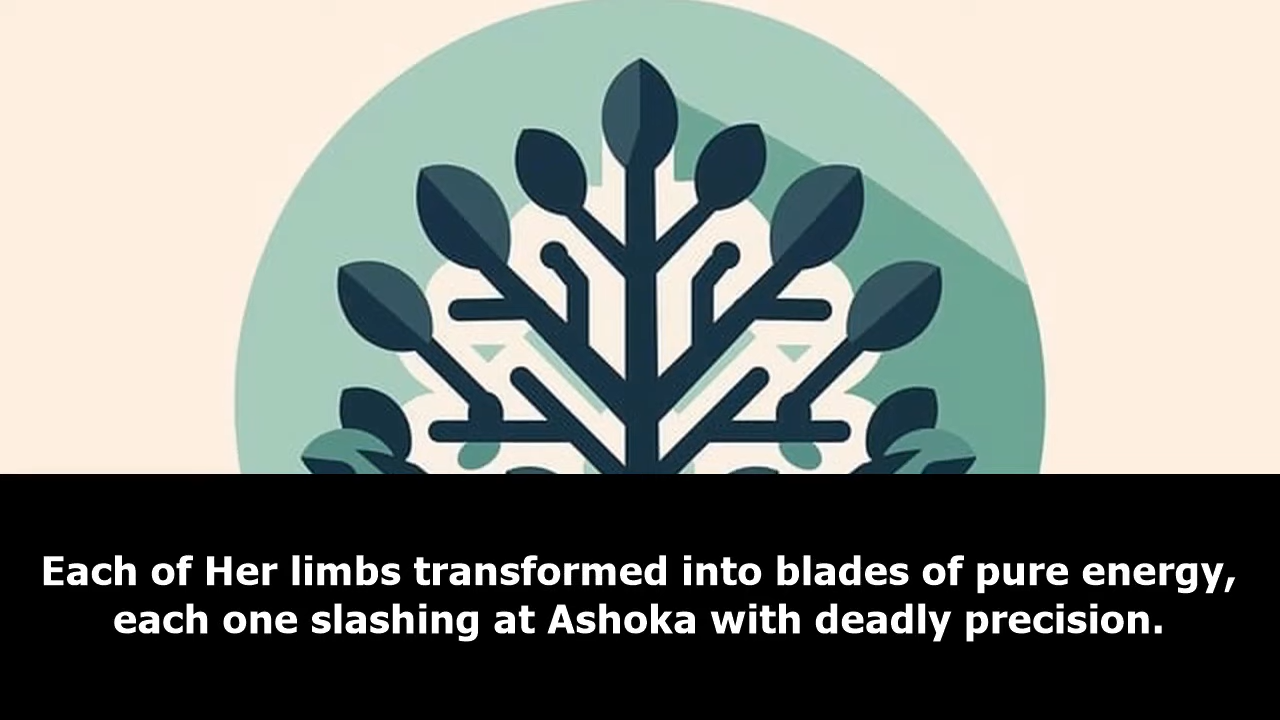 Each of Her limbs transformed into blades of pure energy,
each one slashing at Ashoka with deadly precision.